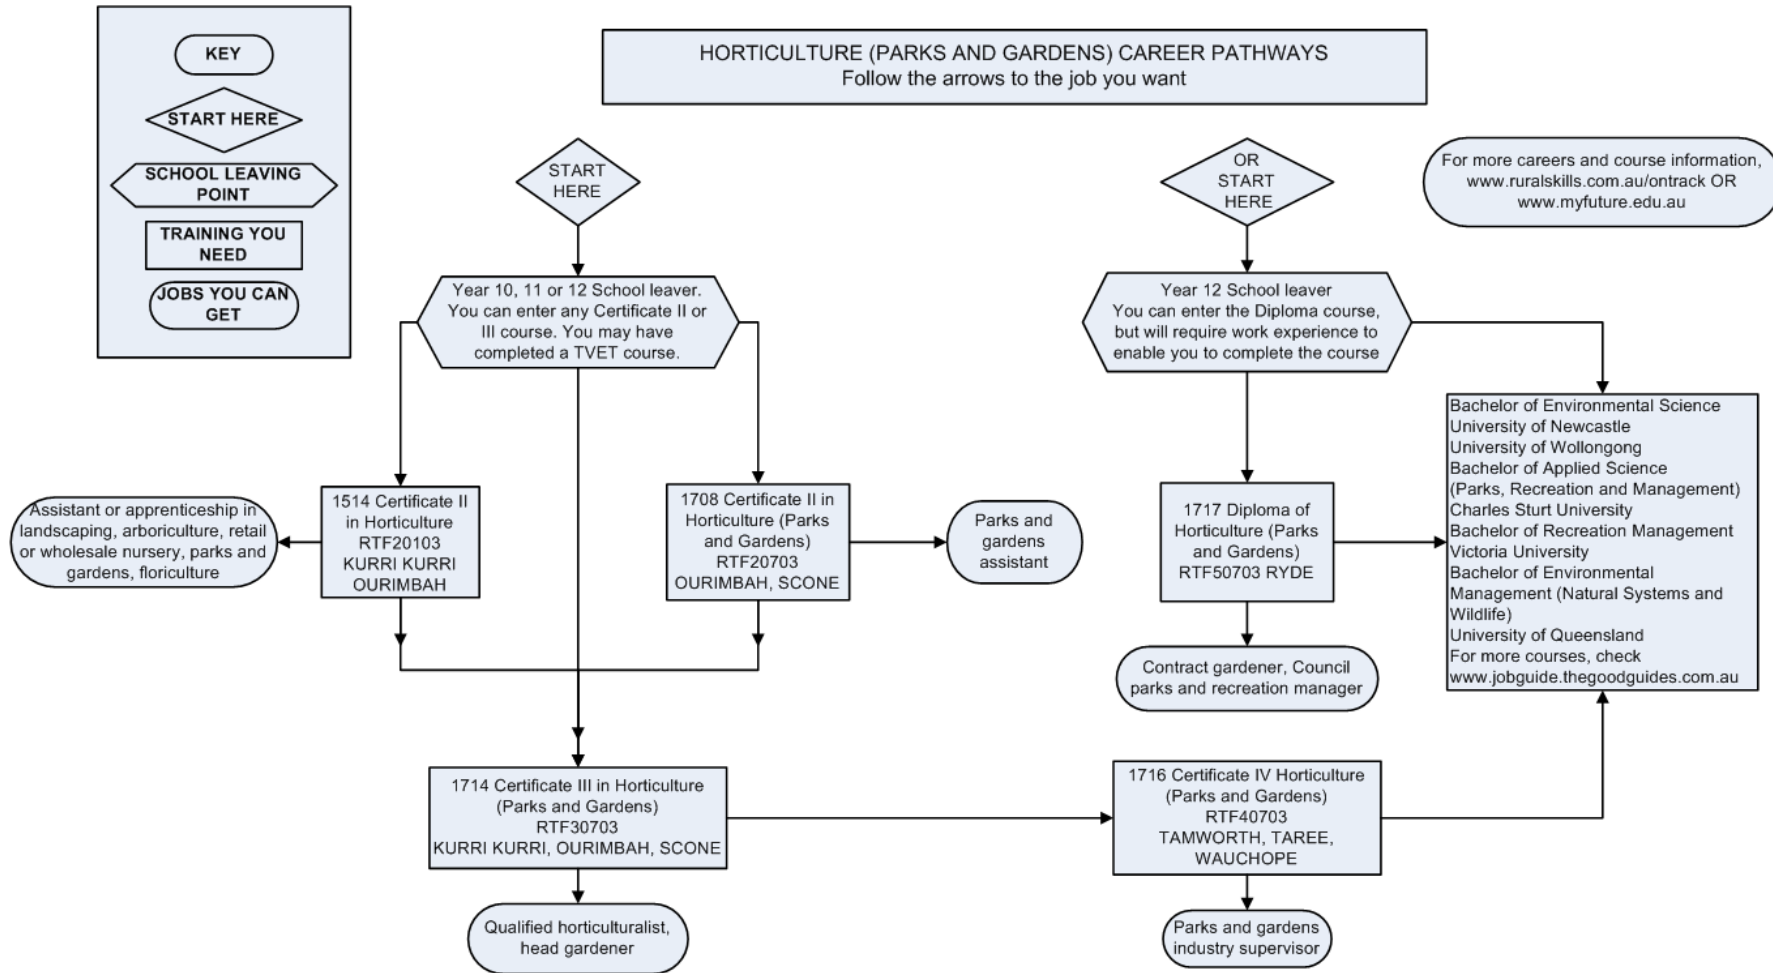 KEY
START HERE
SCHOOL LEAVING
POINT
TRAINING YOU
NEED
JOBS YOU CAN
GET
HORTICULTURE (PARKS AND GARDENS) CAREER PATHWAYS
Follow the arrows to the job you want
START
HERE
OR
START
HERE
For more careers and course information,
www.ruralskills.com.au/ontrack OR
www.myfuture.edu.au
Year 10, 11 or 12 School leaver.
You can enter any Certificate II or
III course. You may have
completed a TVET course.
Year 12 School leaver
You can enter the Diploma course,
but will require work experience to
enable you to complete the course
Assistant or apprenticeship in
landscaping, arboriculture, retail
or wholesale nursery, parks and
gardens, floriculture
1514 Certificate II
in Horticulture
RTF20103
KURRI KURRI
OURIMBAH
1708 Certificate II in
Horticulture (Parks
and Gardens)
RTF20703
OURIMBAH, SCONE
Parks and
gardens
assistant
1717 Diploma of
Horticulture (Parks
and Gardens)
RTF50703 RYDE
Bachelor of Environmental Science
University of Newcastle
University of Wollongong
Bachelor of Applied Science
(Parks, Recreation and Management)
Charles Sturt University
Bachelor of Recreation Management
Victoria University
Bachelor of Environmental
Management (Natural Systems and
Wildlife)
University of Queensland
For more courses, check
www.jobguide.thegoodguides.com.au
Contract gardener, Council
parks and recreation manager
1714 Certificate III in Horticulture
(Parks and Gardens)
RTF30703
KURRI KURRI, OURIMBAH, SCONE
1716 Certificate IV Horticulture
(Parks and Gardens)
RTF40703
TAMWORTH, TAREE,
WAUCHOPE
Qualified horticulturalist,
head gardener
Parks and gardens
industry supervisor